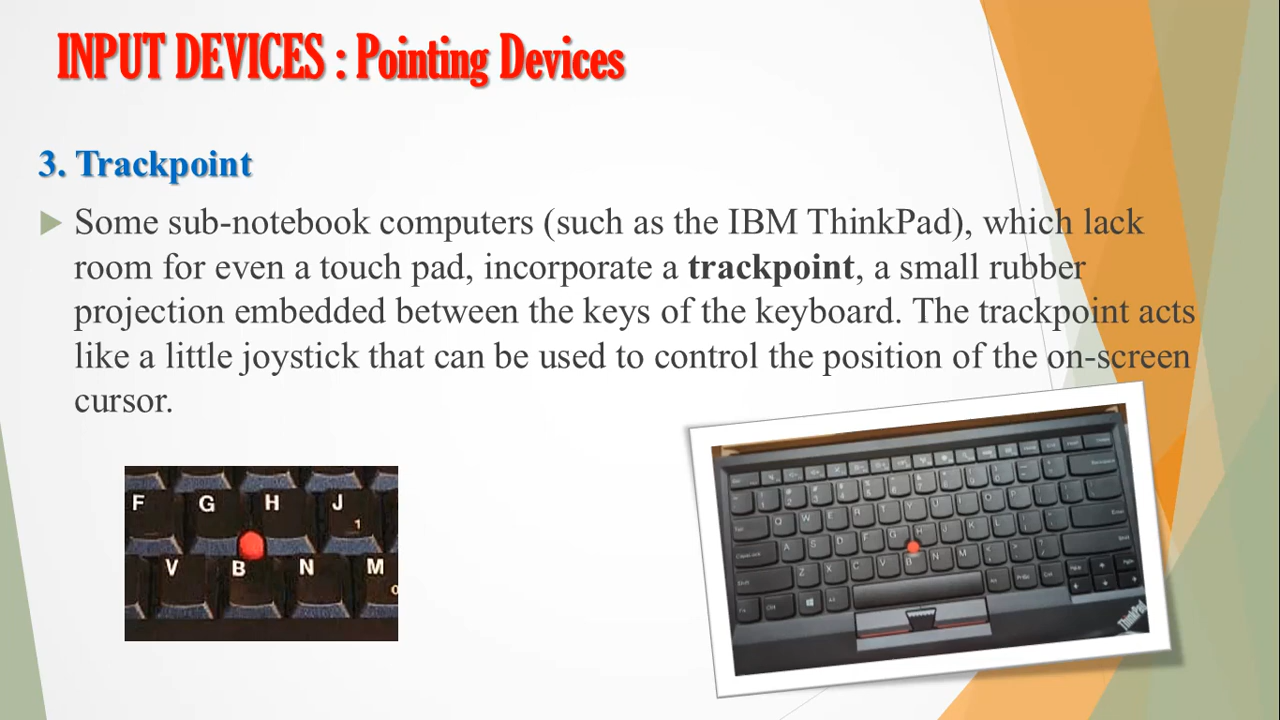 INPUT DEVICES : Pointing Devices
3. Trackpoint
Some sub-notebook computers (such as the IBM ThinkPad), which lack
room for even a touch pad, incorporate a trackpoint, a small rubber
projection embedded between the keys of the keyboard. The trackpoint acts
like a little joystick that can be used to control the position of the on-screen
cursor.
F G H J
1
V B N M
Q W E R T Y U I O P
A S D F G H J K L
Z X C V B N M
ThinkPad